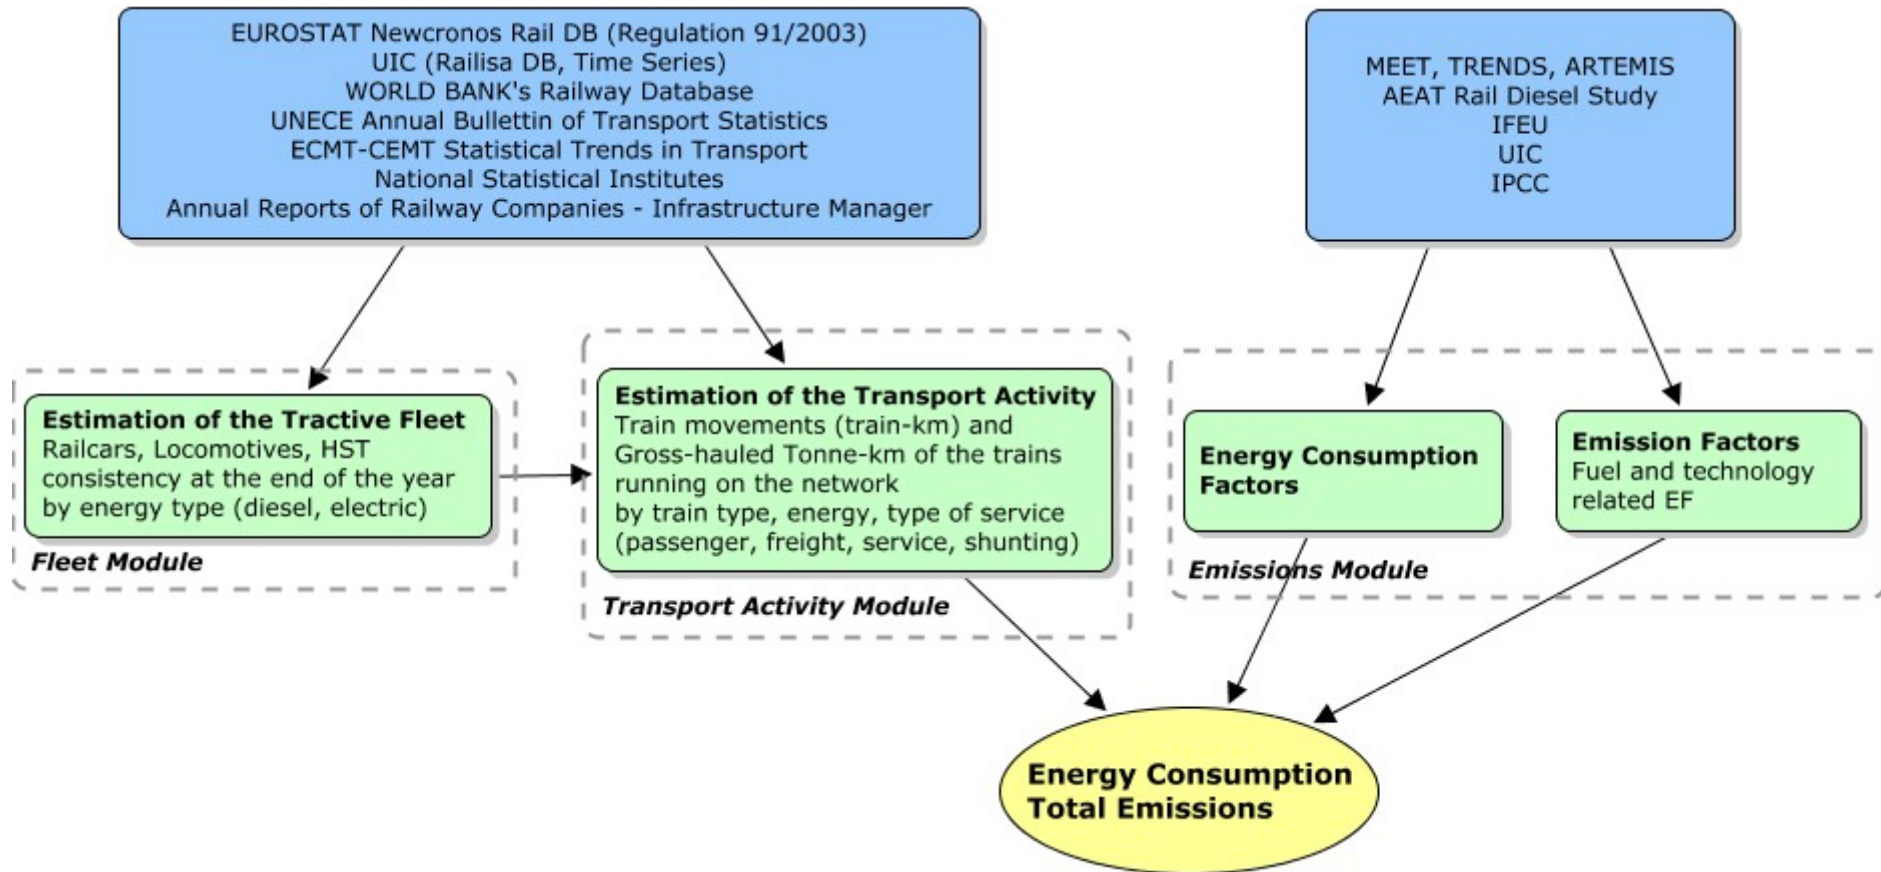 EUROSTAT Newcronos Rail DB (Regulation 91/2003)
UIC (Railisa DB, Time Series)
WORLD BANK's Railway Database
UNECE Annual Bullettin of Transport Statistics
ECMT-CEMT Statistical Trends in Transport
National Statistical Institutes
Annual Reports of Railway Companies - Infrastructure Manager
MEET, TRENDS, ARTEMIS
AEAT Rail Diesel Study
IFEU
UIC
IPCC
Estimation of the Tractive Fleet
Railcars, Locomotives, HST
consistency at the end of the year
by energy type (diesel, electric)
Fleet Module
Estimation of the Transport Activity
Train movements (train-km) and
Gross-hauled Tonne-km of the trains
running on the network
by train type, energy, type of service
(passenger, freight, service, shunting)
Transport Activity Module
Energy Consumption
Factors
Emission Factors
Fuel and technology
related EF
Emissions Module
Energy Consumption
Total Emissions